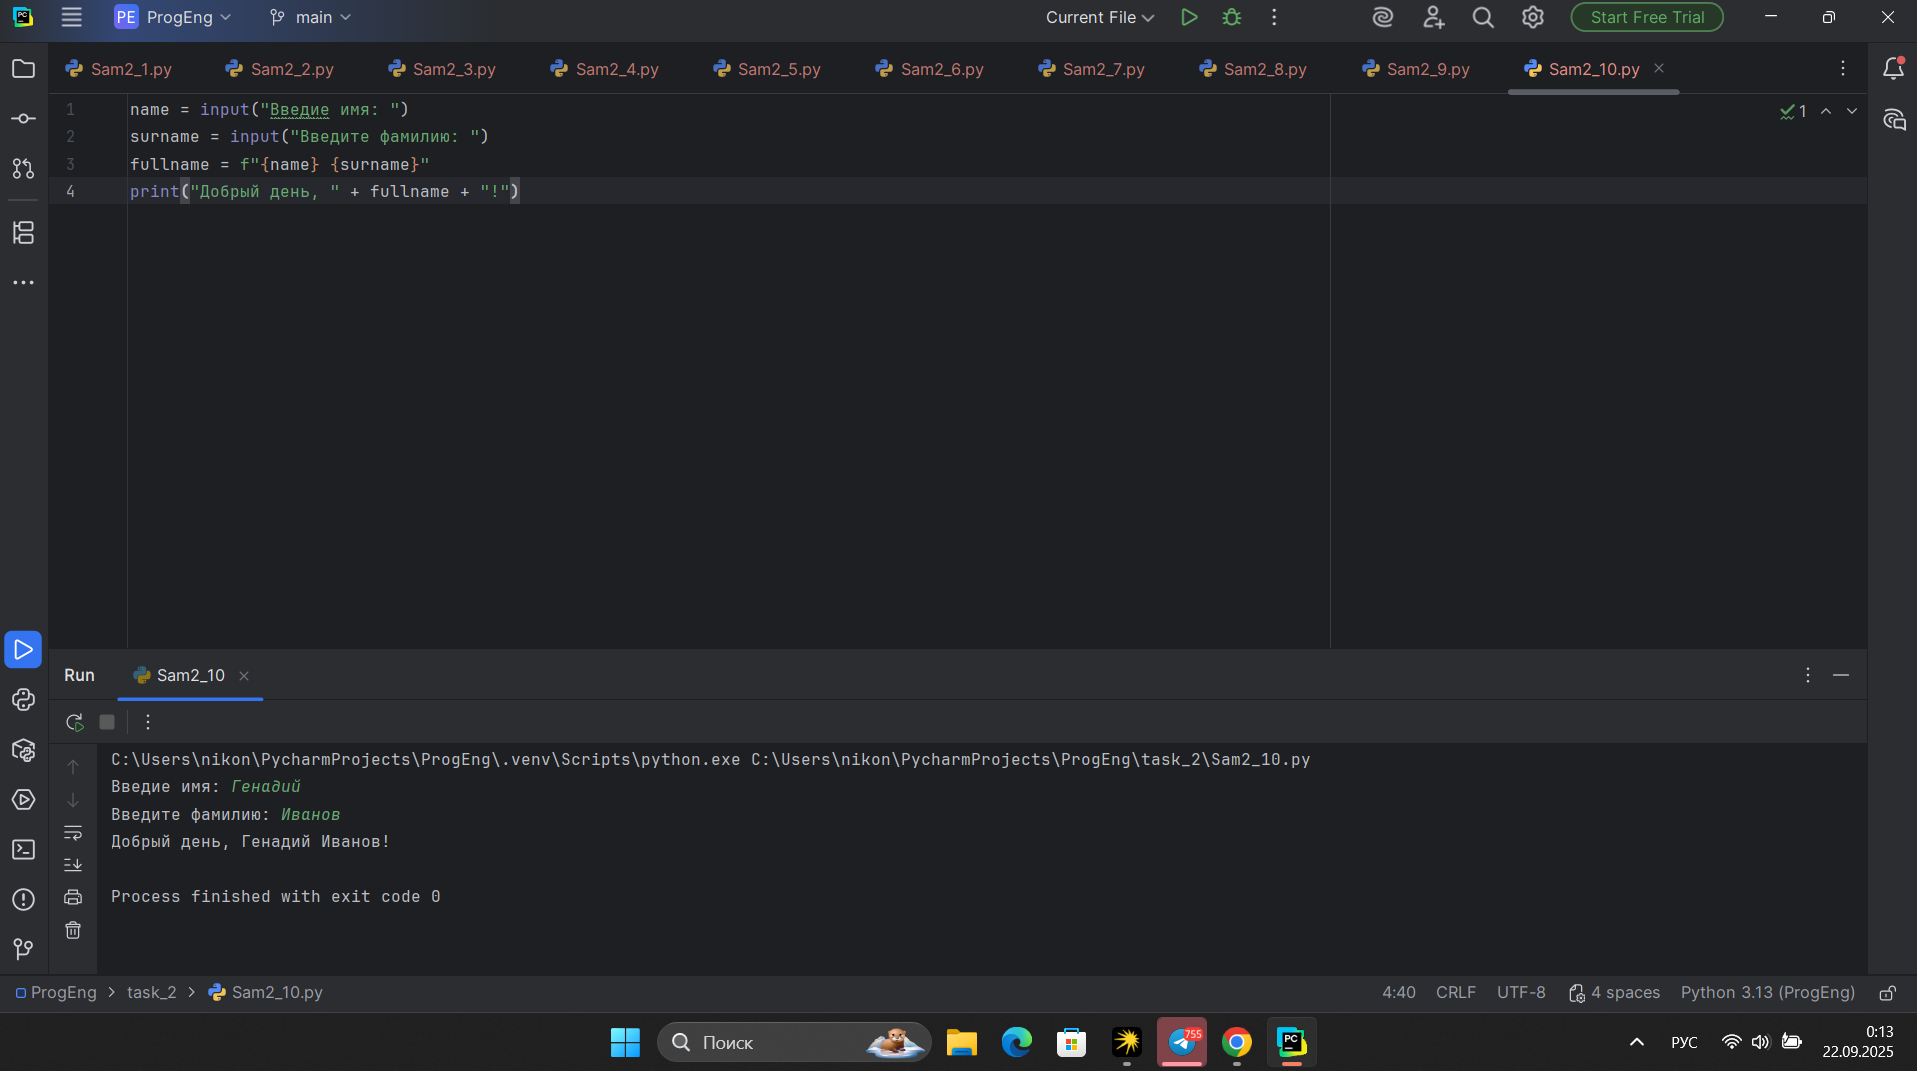 PE ProgEng main Current File Start Free Trial
Sam2_1.py Sam2_2.py Sam2_3.py Sam2_4.py Sam2_5.py Sam2_6.py Sam2_7.py Sam2_8.py Sam2_9.py Sam2_10.py
1 name = input("Введие имя: ")
2 surname = input("Введите фамилию: ")
3 fullname = f"{name} {surname}"
4 print("Добрый день, " + fullname + "!")
1
Run Sam2_10
C:\Users\nikon\PycharmProjects\ProgEng\.venv\Scripts\python.exe C:\Users\nikon\PycharmProjects\ProgEng\task_2\Sam2_10.py
Введие имя: Генадий
Введите фамилию: Иванов
Добрый день, Генадий Иванов!
Process finished with exit code 0
ProgEng task_2 Sam2_10.py 4:40 CRLF UTF-8 4 spaces Python 3.13 (ProgEng)
Поиск 755 PC РУС 0:13
22.09.2025